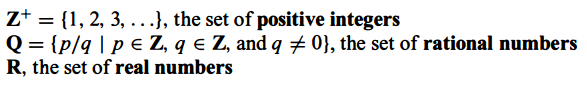 Z⁺ = {1, 2, 3, . . .}, the set of positive integers
Q = {p/q | p ∈ Z, q ∈ Z, and q ≠ 0}, the set of rational numbers
R, the set of real numbers